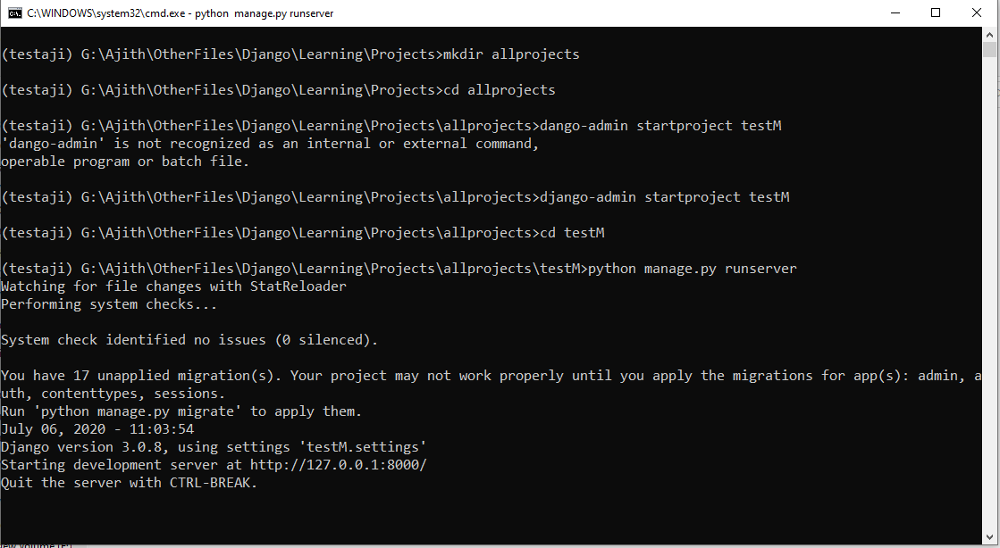 C:\WINDOWS\system32\cmd.exe - python  manage.py runserver
(testaji) G:\Ajith\OtherFiles\Django\Learning\Projects>mkdir allprojects
(testaji) G:\Ajith\OtherFiles\Django\Learning\Projects>cd allprojects
(testaji) G:\Ajith\OtherFiles\Django\Learning\Projects\allprojects>dango-admin startproject testM
'dango-admin' is not recognized as an internal or external command,
operable program or batch file.
(testaji) G:\Ajith\OtherFiles\Django\Learning\Projects\allprojects>django-admin startproject testM
(testaji) G:\Ajith\OtherFiles\Django\Learning\Projects\allprojects>cd testM
(testaji) G:\Ajith\OtherFiles\Django\Learning\Projects\allprojects\testM>python manage.py runserver
Watching for file changes with StatReloader
Performing system checks...
System check identified no issues (0 silenced).
You have 17 unapplied migration(s). Your project may not work properly until you apply the migrations for app(s): admin, a
uth, contenttypes, sessions.
Run 'python manage.py migrate' to apply them.
July 06, 2020 - 11:03:54
Django version 3.0.8, using settings 'testM.settings'
Starting development server at http://127.0.0.1:8000/
Quit the server with CTRL-BREAK.